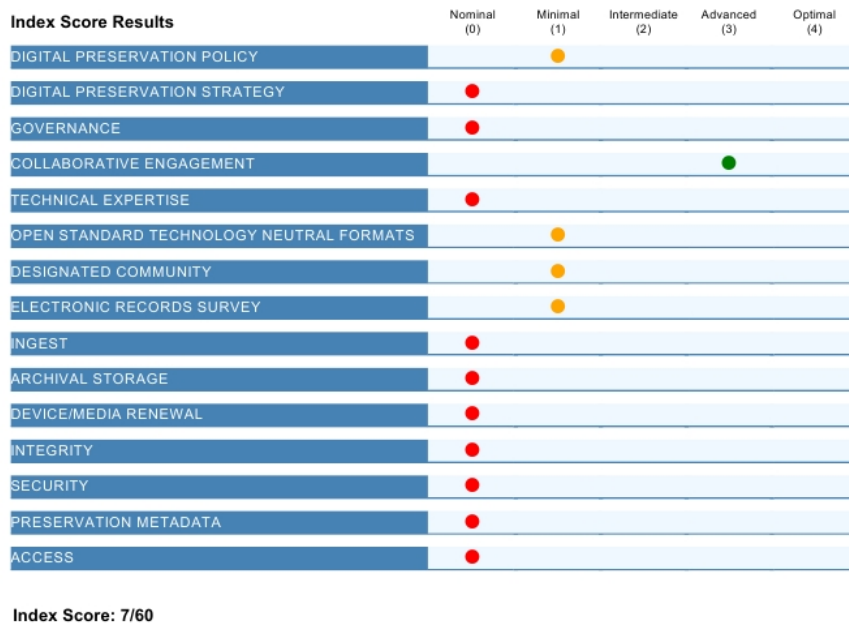 Index Score Results
Nominal Minimal Intermediate Advanced Optimal
(0) (1) (2) (3) (4)
DIGITAL PRESERVATION POLICY
DIGITAL PRESERVATION STRATEGY
GOVERNANCE
COLLABORATIVE ENGAGEMENT
TECHNICAL EXPERTISE
OPEN STANDARD TECHNOLOGY NEUTRAL FORMATS
DESIGNATED COMMUNITY
ELECTRONIC RECORDS SURVEY
INGEST
ARCHIVAL STORAGE
DEVICE/MEDIA RENEWAL
INTEGRITY
SECURITY
PRESERVATION METADATA
ACCESS
Index Score: 7/60